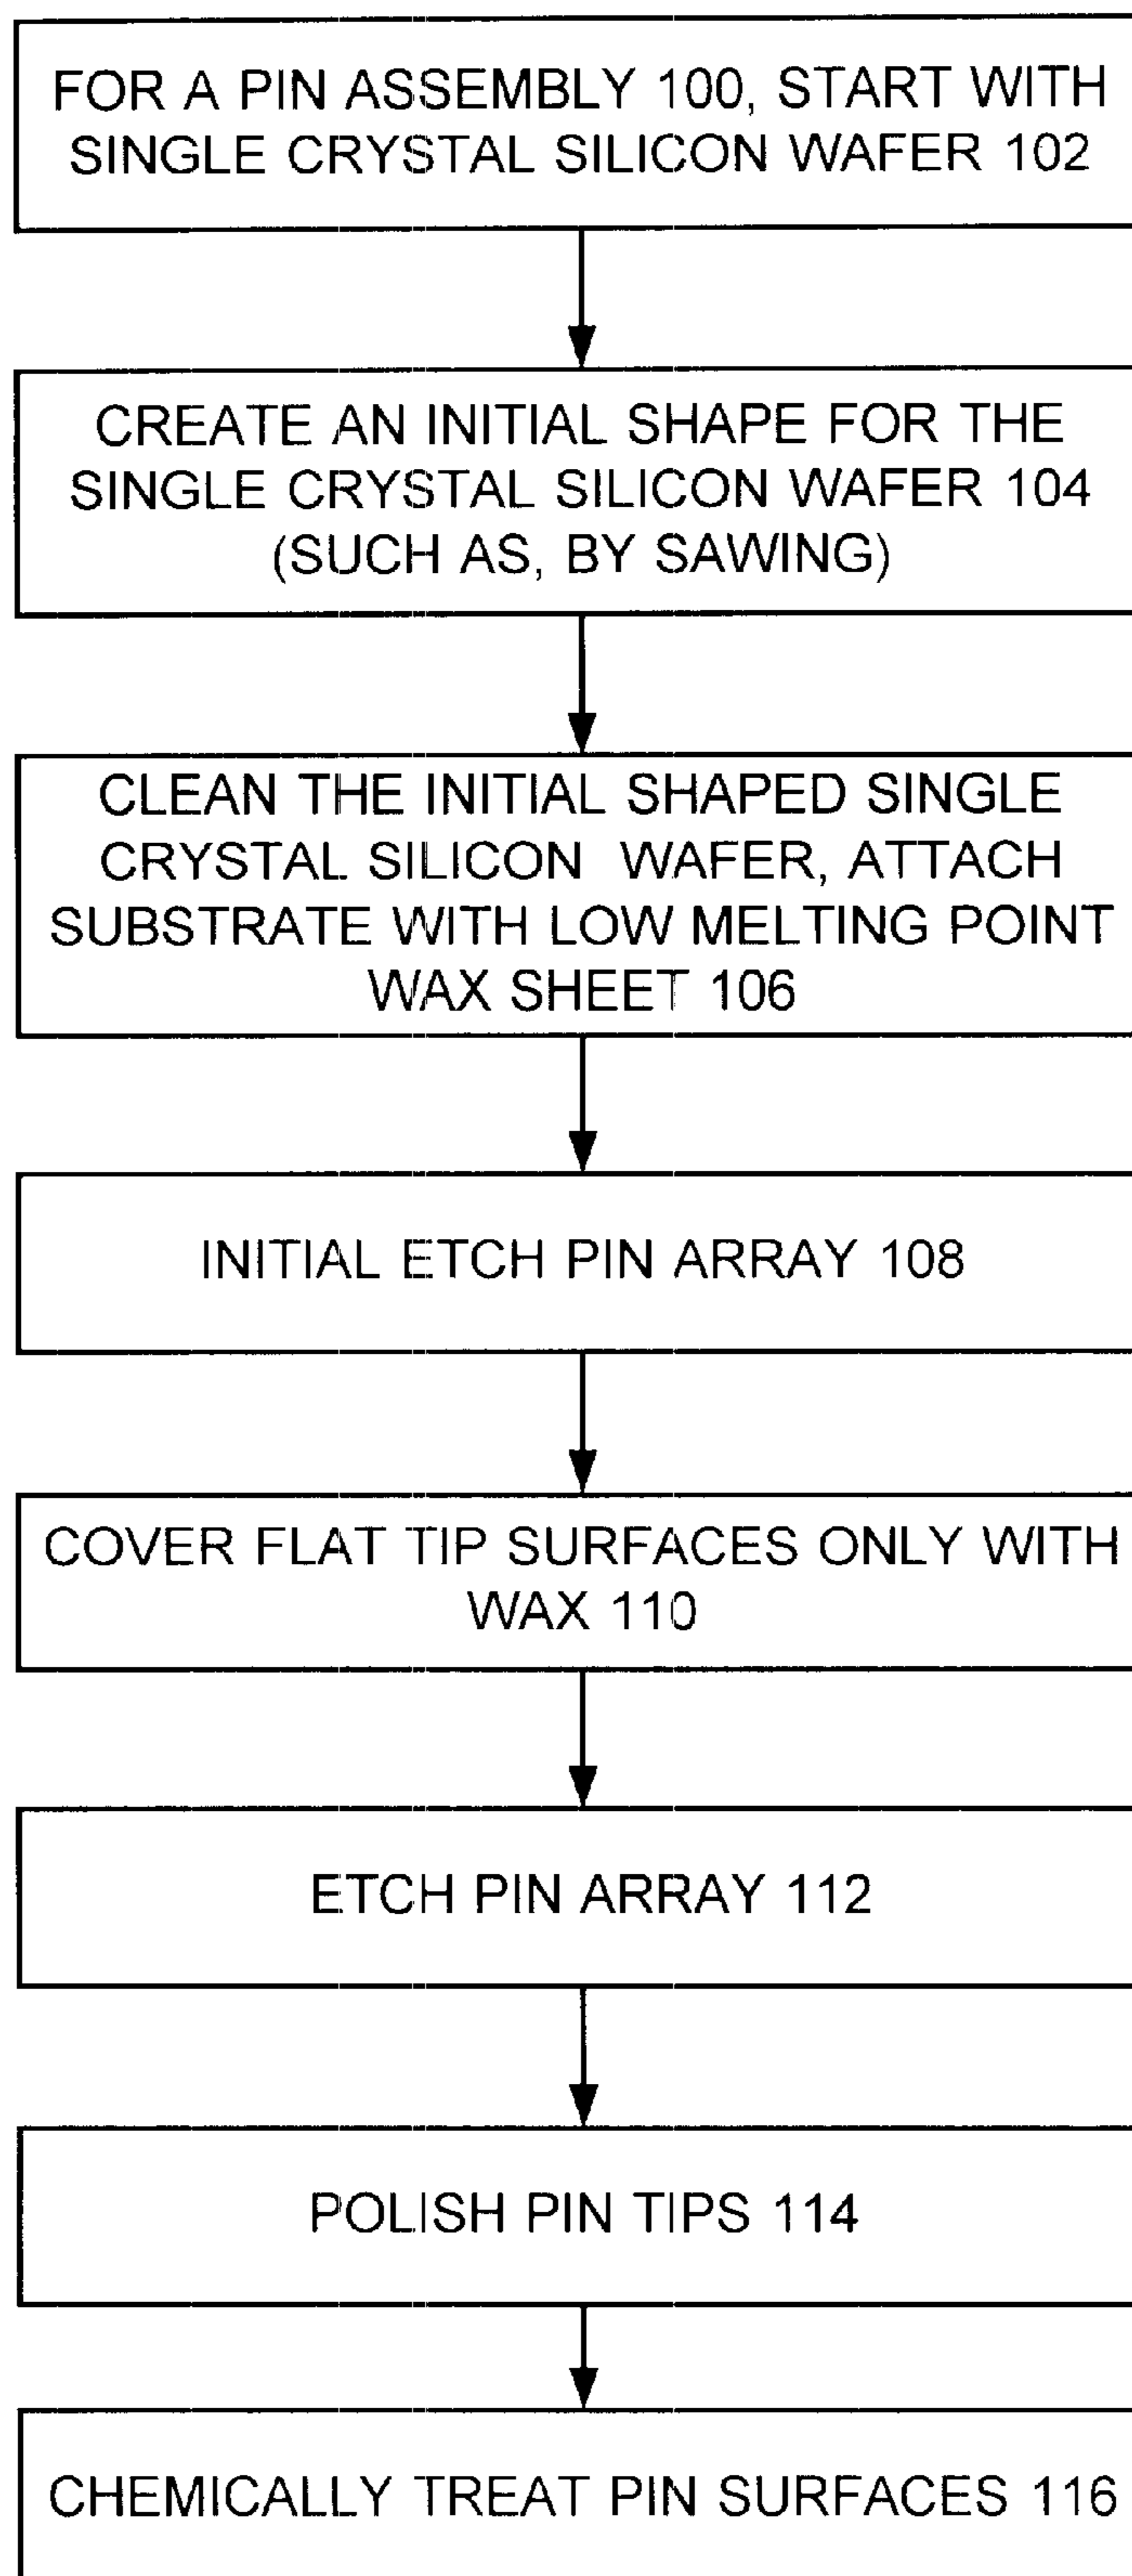 FOR A PIN ASSEMBLY 100, START WITH
SINGLE CRYSTAL SILICON WAFER 102
CREATE AN INITIAL SHAPE FOR THE
SINGLE CRYSTAL SILICON WAFER 104
(SUCH AS, BY SAWING)
CLEAN THE INITIAL SHAPED SINGLE
CRYSTAL SILICON WAFER, ATTACH
SUBSTRATE WITH LOW MELTING POINT
WAX SHEET 106
INITIAL ETCH PIN ARRAY 108
COVER FLAT TIP SURFACES ONLY WITH
WAX 110
ETCH PIN ARRAY 112
POLISH PIN TIPS 114
CHEMICALLY TREAT PIN SURFACES 116